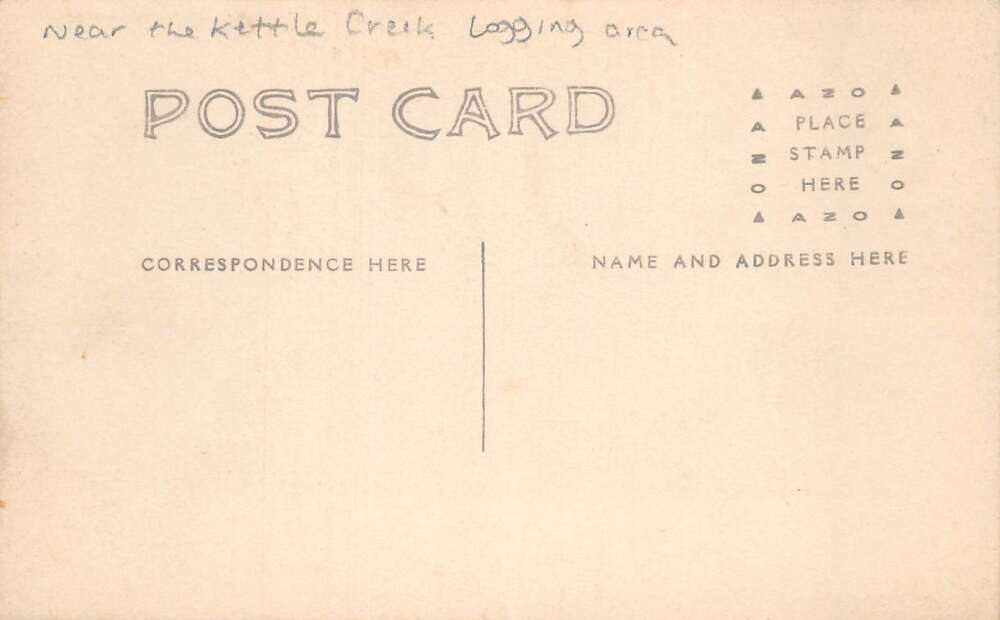 Near the Kettle Creek Logging area
POST CARD
▲ AZO ▲
A PLACE A
Z STAMP Z
O HERE O
▲ AZO ▲
CORRESPONDENCE HERE
NAME AND ADDRESS HERE